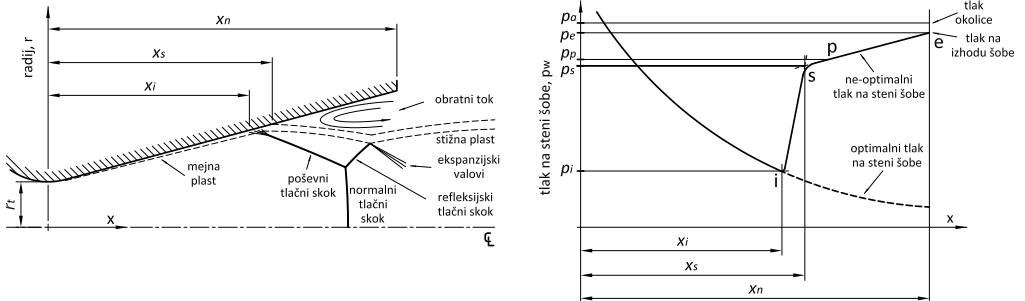 xn
xs
xi
radij, r
obratni tok
stižna plast
ekspanzijski
valovi
mejna
plast
poševni
tlačni skok
normalni
tlačni
skok
refleksijski
tlačni skok
rt
x
℄
tlak na steni šobe, pw
pa
pe
pp
ps
pi
p
s
i
e
tlak
okolice
tlak na
izhodu šobe
ne-optimalni
tlak na steni šobe
optimalni tlak
na steni šobe
x
xi
xs
xn